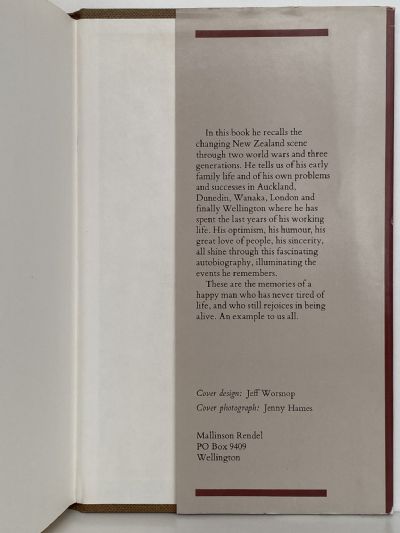 In this book he recalls the
changing New Zealand scene
through two world wars and three
generations. He tells us of his early
family life and of his own problems
and successes in Auckland,
Dunedin, Wanaka, London and
finally Wellington where he has
spent the last years of his working
life. His optimism, his humour, his
great love of people, his sincerity,
all shine through this fascinating
autobiography, illuminating the
events he remembers.
These are the memories of a
happy man who has never tired of
life, and who still rejoices in being
alive. An example to us all.
Cover design: Jeff Worsnop
Cover photograph: Jenny Hames
Mallinson Rendel
PO Box 9409
Wellington